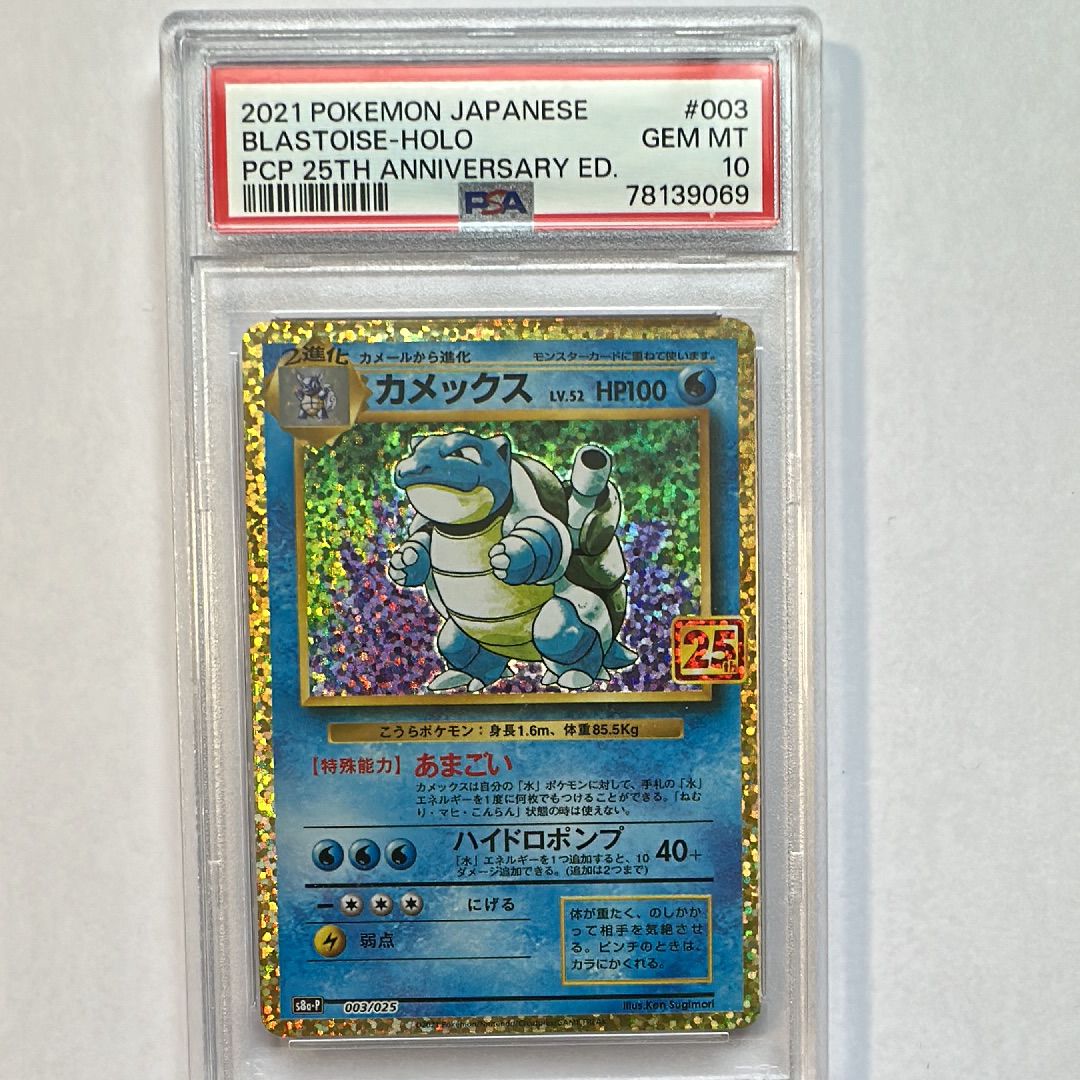 2021 POKEMON JAPANESE #003
BLASTOISE-HOLO GEM MT
PCP 25TH ANNIVERSARY ED. 10
PSA 78139069
2進化 カメールから進化 モンスターカードに重ねて使います。
カメックス LV.52 HP100
25th
こうらポケモン：身長1.6m、体重85.5Kg
【特殊能力】あまごい
カメックスは自分の「水」ポケモンに対して、手札の「水」
エネルギーを1度に何枚でもつけることができる。「ねむ
り・マヒ・こんらん」状態の時は使えない。
ハイドロポンプ 40+
「水」エネルギーを1つ追加すると、10
ダメージ追加できる。(追加は2つまで)
にげる
弱点
体が重たく、のしかか
って相手を気絶させ
る。ピンチのときは、
カラにかくれる。
s8a-P 003/025 Illus.Ken Sugimori
©2021 Pokémon/Nintendo/Creatures/GAME FREAK